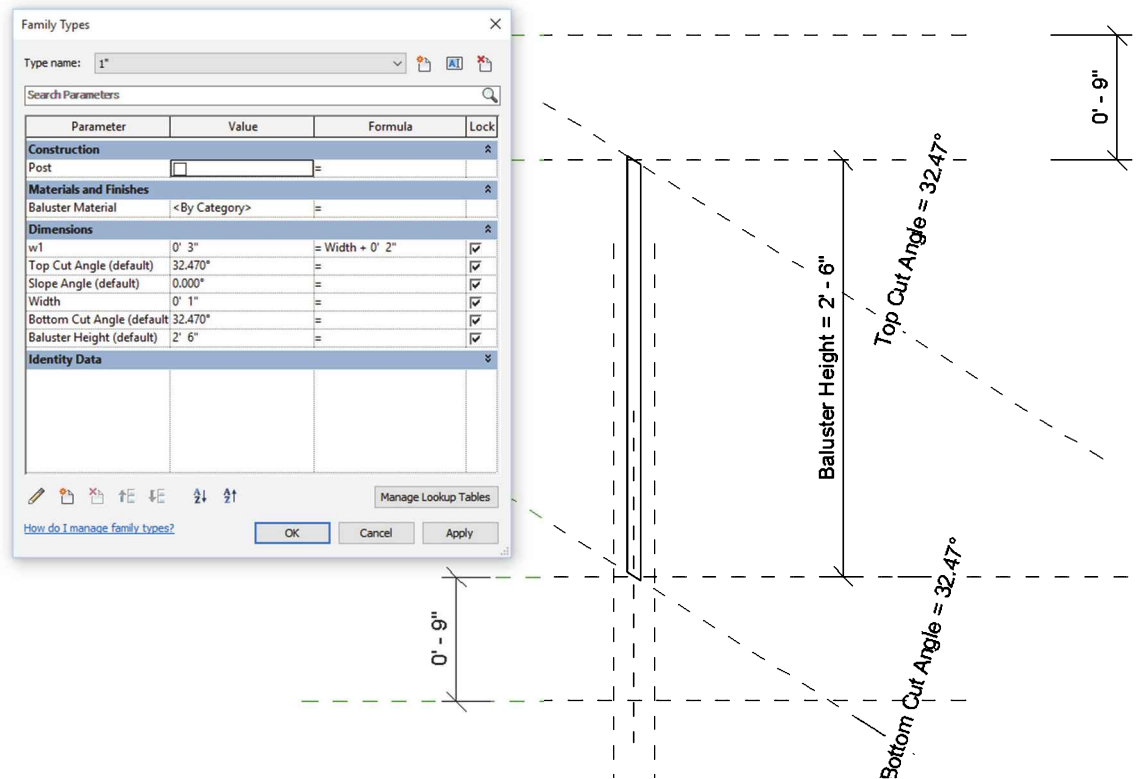 Family Types
Type name: 1"
Search Parameters
Parameter Value Formula Lock
Construction
Post =
Materials and Finishes
Baluster Material <By Category> =
Dimensions
w1 0' 3" = Width + 0' 2"
Top Cut Angle (default) 32.470° =
Slope Angle (default) 0.000° =
Width 0' 1" =
Bottom Cut Angle (default 32.470° =
Baluster Height (default) 2' 6" =
Identity Data
Manage Lookup Tables
How do I manage family types?
OK Cancel Apply
0' - 9"
Top Cut Angle = 32.47°
Baluster Height = 2' - 6"
0' - 9"
Bottom Cut Angle = 32.47°